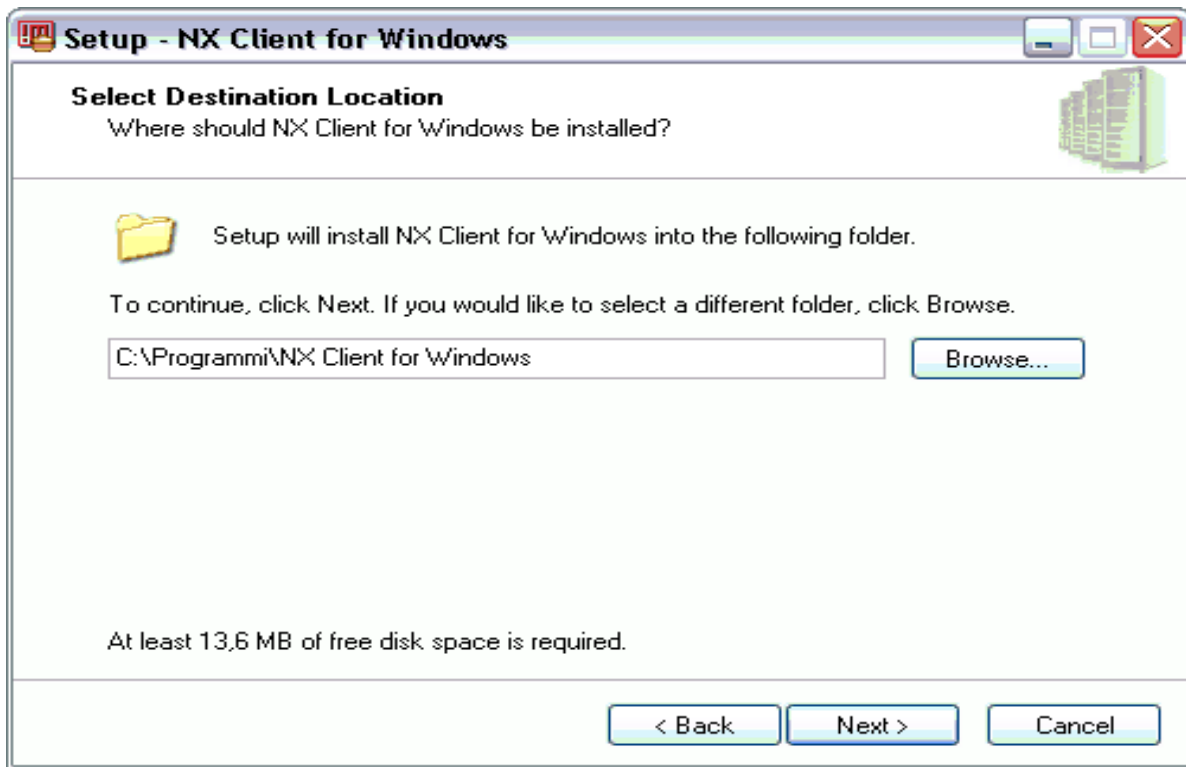 Setup - NX Client for Windows
Select Destination Location
Where should NX Client for Windows be installed?
Setup will install NX Client for Windows into the following folder.
To continue, click Next. If you would like to select a different folder, click Browse.
C:\Programmi\NX Client for Windows
Browse...
At least 13,6 MB of free disk space is required.
< Back
Next >
Cancel